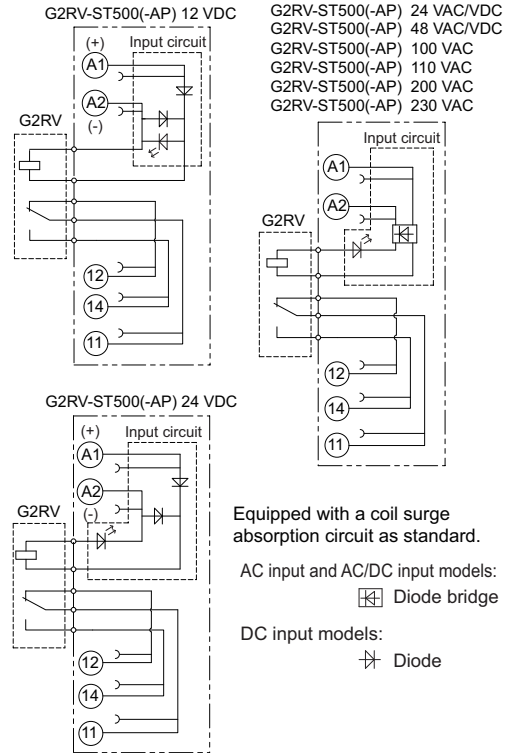 G2RV-ST500(-AP) 12 VDC
(+) Input circuit
A1
A2
G2RV
(-)
12
14
11
G2RV-ST500(-AP) 24 VAC/VDC
G2RV-ST500(-AP) 48 VAC/VDC
G2RV-ST500(-AP) 100 VAC
G2RV-ST500(-AP) 110 VAC
G2RV-ST500(-AP) 200 VAC
G2RV-ST500(-AP) 230 VAC
Input circuit
A1
A2
G2RV
12
14
11
G2RV-ST500(-AP) 24 VDC
(+) Input circuit
A1
A2
G2RV
(-)
12
14
11
Equipped with a coil surge
absorption circuit as standard.
AC input and AC/DC input models:
Diode bridge
DC input models:
Diode